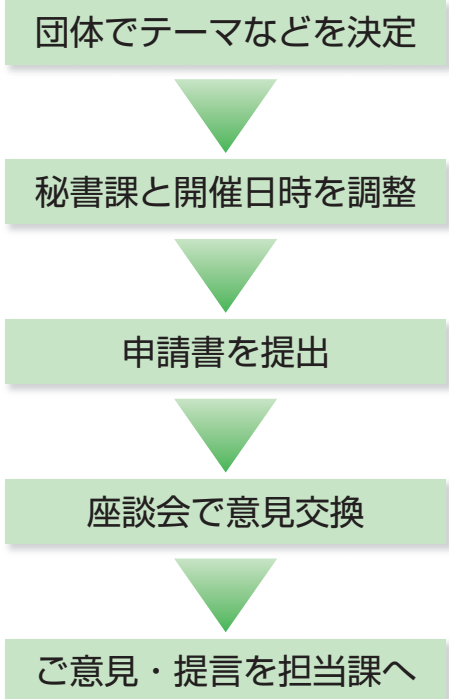 団体でテーマなどを決定
秘書課と開催日時を調整
申請書を提出
座談会で意見交換
ご意見・提言を担当課へ